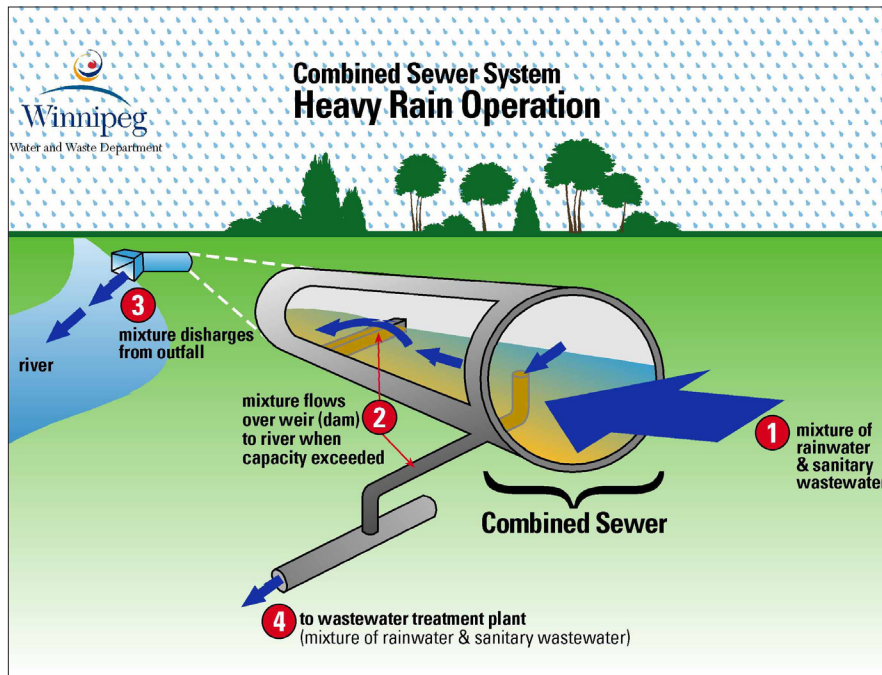 Combined Sewer System
Heavy Rain Operation
Winnipeg
Water and Waste Department
3
mixture disharges
from outfall
river
mixture flows
over weir (dam)
to river when
capacity exceeded
2
1
mixture of
rainwater
& sanitary
wastewater
Combined Sewer
4
to wastewater treatment plant
(mixture of rainwater & sanitary wastewater)